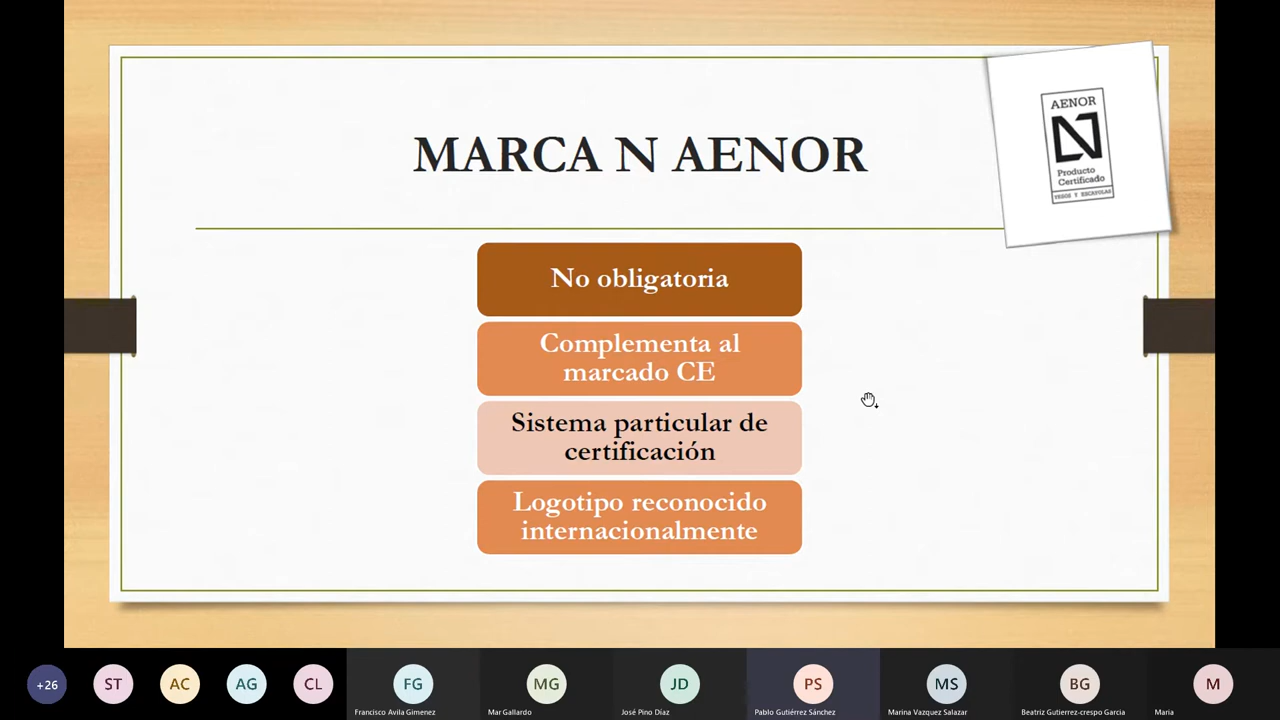 MARCA N AENOR
AENOR
N
Producto
Certificado
YESOS Y ESCAYOLAS
No obligatoria
Complementa al
marcado CE
Sistema particular de
certificación
Logotipo reconocido
internacionalmente
+26
ST
AC
AG
CL
FG
MG
JD
PS
MS
BG
M
Francisco Avila Gimenez
Mar Gallardo
José Pino Díaz
Pablo Gutiérrez Sánchez
Marina Vazquez Salazar
Beatriz Gutierrez-crespo Garcia
Maria